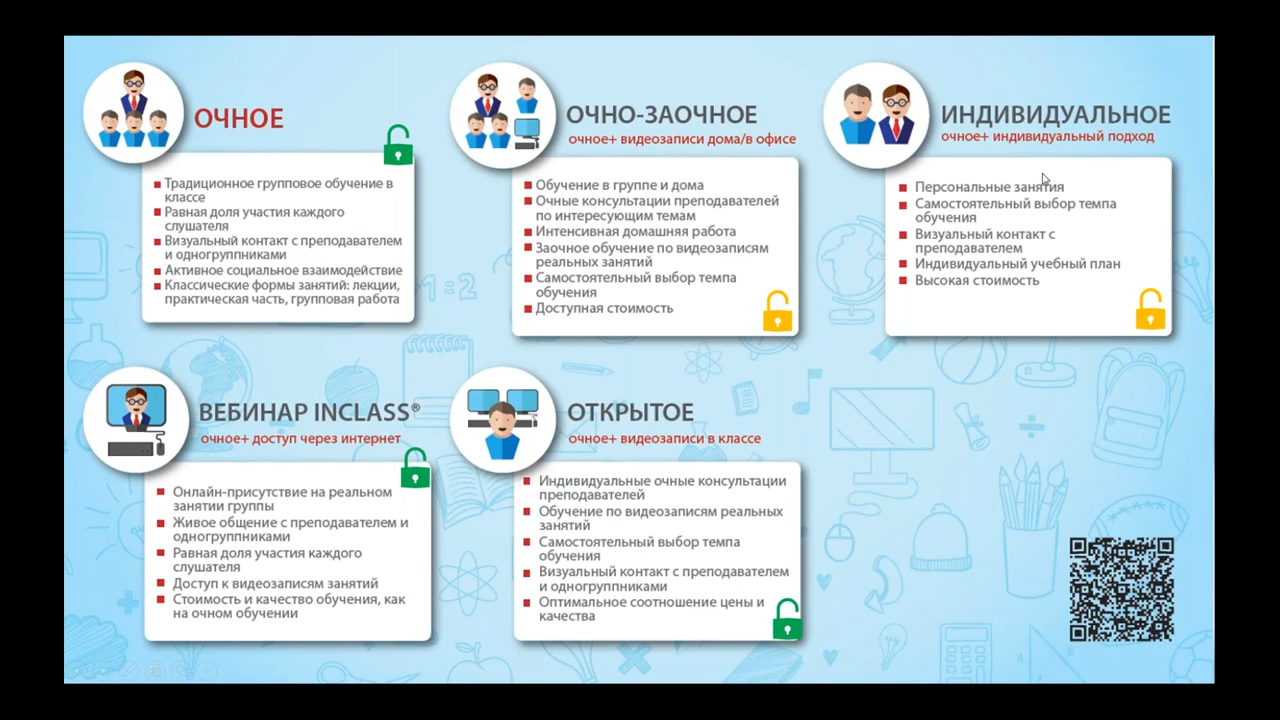 ОЧНОЕ
Традиционное групповое обучение в
классе
Равная доля участия каждого
слушателя
Визуальный контакт с преподавателем
и одногруппниками
Активное социальное взаимодействие
Классические формы занятий: лекции,
практическая часть, групповая работа
ОЧНО-ЗАОЧНОЕ
очное+ видеозаписи дома/в офисе
Обучение в группе и дома
Очные консультации преподавателей
по интересующим темам
Интенсивная домашняя работа
Заочное обучение по видеозаписям
реальных занятий
Самостоятельный выбор темпа
обучения
Доступная стоимость
ИНДИВИДУАЛЬНОЕ
очное+ индивидуальный подход
Персональные занятия
Самостоятельный выбор темпа
обучения
Визуальный контакт с
преподавателем
Индивидуальный учебный план
Высокая стоимость
ВЕБИНАР INCLASS®
очное+ доступ через интернет
Онлайн-присутствие на реальном
занятии группы
Живое общение с преподавателем и
одногруппниками
Равная доля участия каждого
слушателя
Доступ к видеозаписям занятий
Стоимость и качество обучения, как
на очном обучении
ОТКРЫТОЕ
очное+ видеозаписи в классе
Индивидуальные очные консультации
преподавателей
Обучение по видеозаписям реальных
занятий
Самостоятельный выбор темпа
обучения
Визуальный контакт с преподавателем
и одногруппниками
Оптимальное соотношение цены и
качества